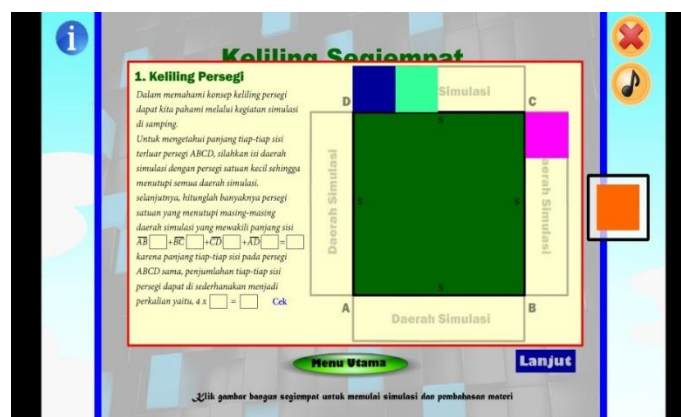 i
Keliling Segiempat
1. Keliling Persegi
Dalam memahami konsep keliling persegi
dapat kita pahami melalui kegiatan simulasi
di samping.
Untuk mengetahui panjang tiap-tiap sisi
terluar persegi ABCD, silahkan isi daerah
simulasi dengan persegi satuan kecil sehingga
menutupi semua daerah simulasi.
selanjutnya, hitunglah banyaknya persegi
satuan yang menutupi masing-masing
daerah simulasi yang mewakili panjang sisi
AB + BC + CD + AD =
karena panjang tiap-tiap sisi pada persegi
ABCD sama, penjumlahan tiap-tiap sisi
persegi dapat di sederhanakan menjadi
perkalian yaitu, 4 x = Cek
Simulasi
D
C
s
Daerah Simulasi
s
s
Daerah Simulasi
s
A
B
Daerah Simulasi
Menu Utama
Lanjut
Klik gambar bangun segiempat untuk memulai simulasi dan pembahasan materi